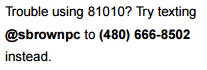 Trouble using 81010? Try texting
@sbrownpc to (480) 666-8502
instead.